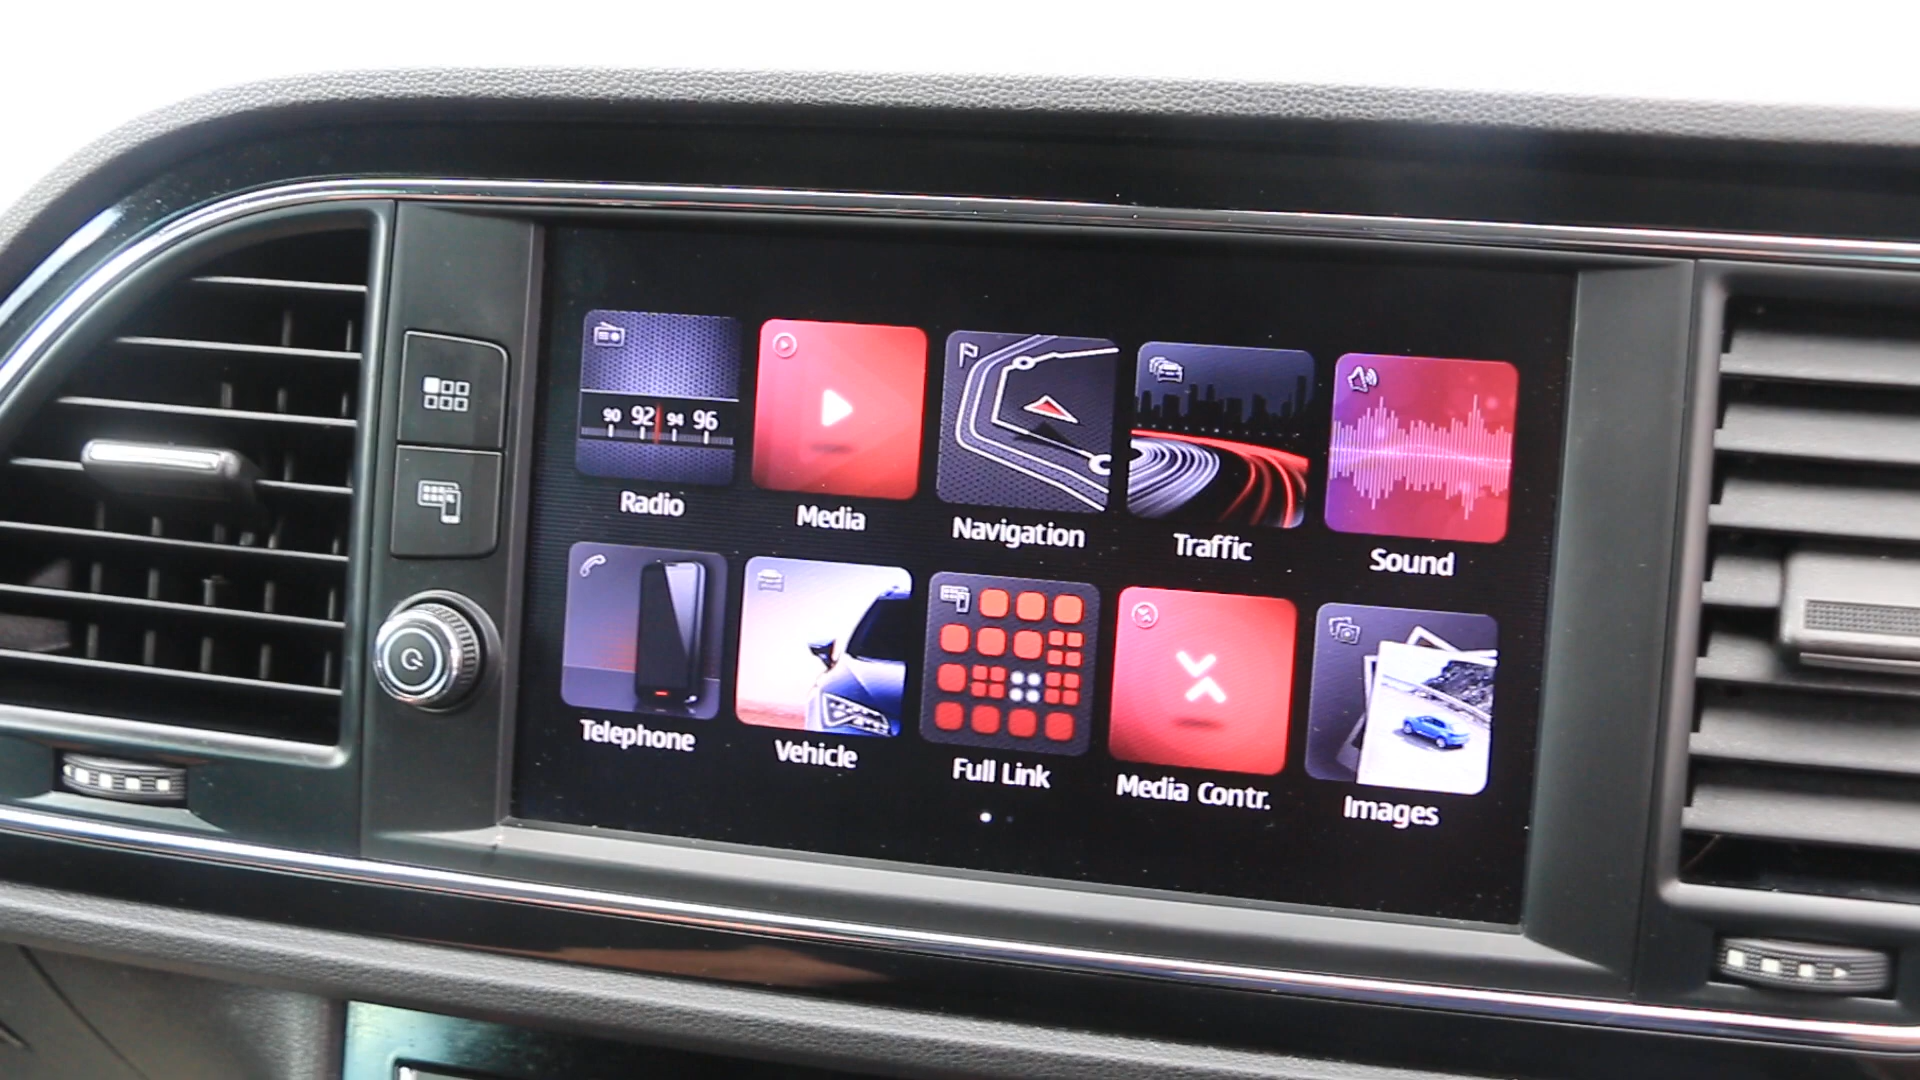 90 92 94 96
Radio
Media
Navigation
Traffic
Sound
Telephone
Vehicle
Full Link
Media Contr.
Images